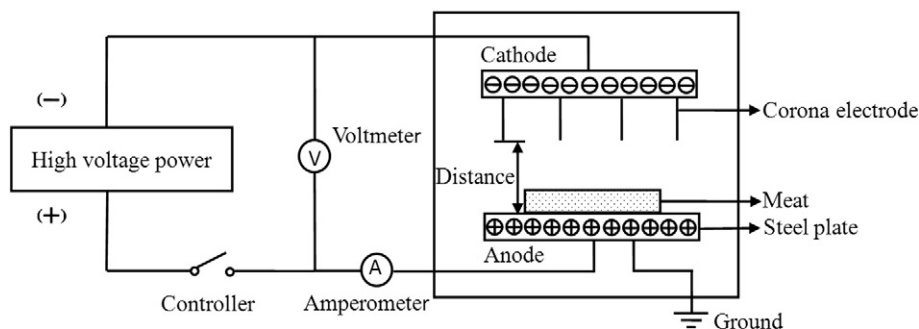 Cathode
(−)
Corona electrode
Voltmeter
High voltage power
V
Distance
Meat
(+)
Steel plate
Anode
A
Controller
Amperometer
Ground